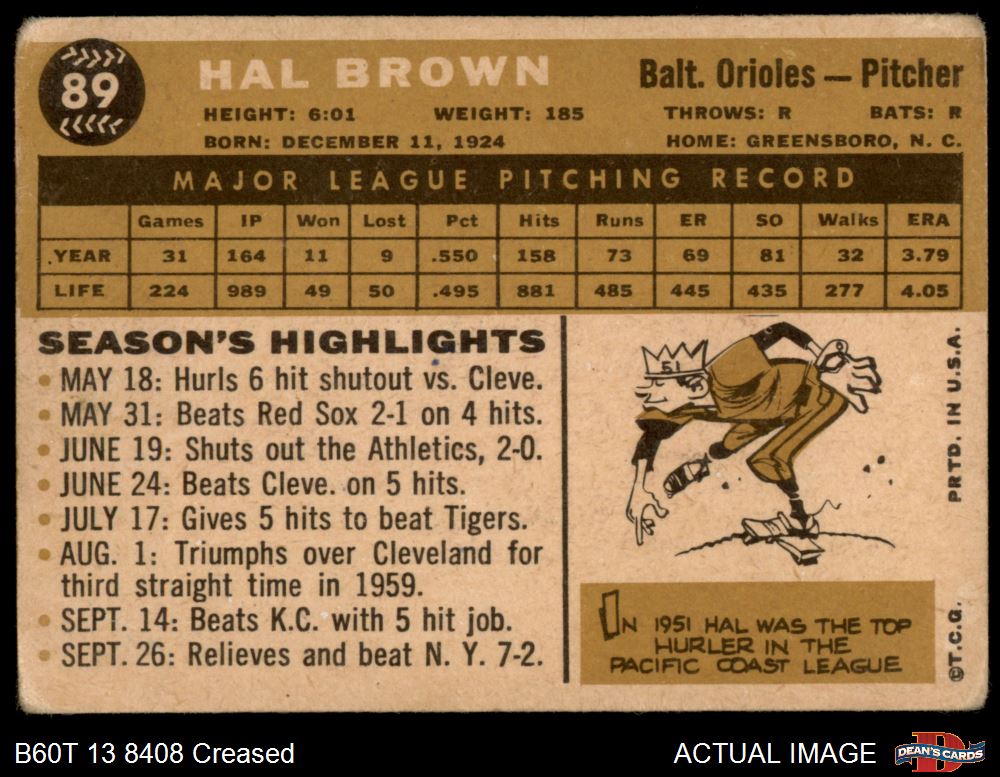 89
HAL BROWN
Balt. Orioles — Pitcher
HEIGHT: 6:01 WEIGHT: 185 THROWS: R BATS: R
BORN: DECEMBER 11, 1924 HOME: GREENSBORO, N. C.
MAJOR LEAGUE PITCHING RECORD
Games IP Won Lost Pct Hits Runs ER SO Walks ERA
YEAR 31 164 11 9 .550 158 73 69 81 32 3.79
LIFE 224 989 49 50 .495 881 485 445 435 277 4.05
SEASON'S HIGHLIGHTS
• MAY 18: Hurls 6 hit shutout vs. Cleve.
• MAY 31: Beats Red Sox 2-1 on 4 hits.
• JUNE 19: Shuts out the Athletics, 2-0.
• JUNE 24: Beats Cleve. on 5 hits.
• JULY 17: Gives 5 hits to beat Tigers.
• AUG. 1: Triumphs over Cleveland for
third straight time in 1959.
• SEPT. 14: Beats K.C. with 5 hit job.
• SEPT. 26: Relieves and beat N. Y. 7-2.
51
IN 1951 HAL WAS THE TOP
HURLER IN THE
PACIFIC COAST LEAGUE
©T.C.G. PRTD. IN U.S.A.
B60T 13 8408 Creased
ACTUAL IMAGE
DEAN'S CARDS